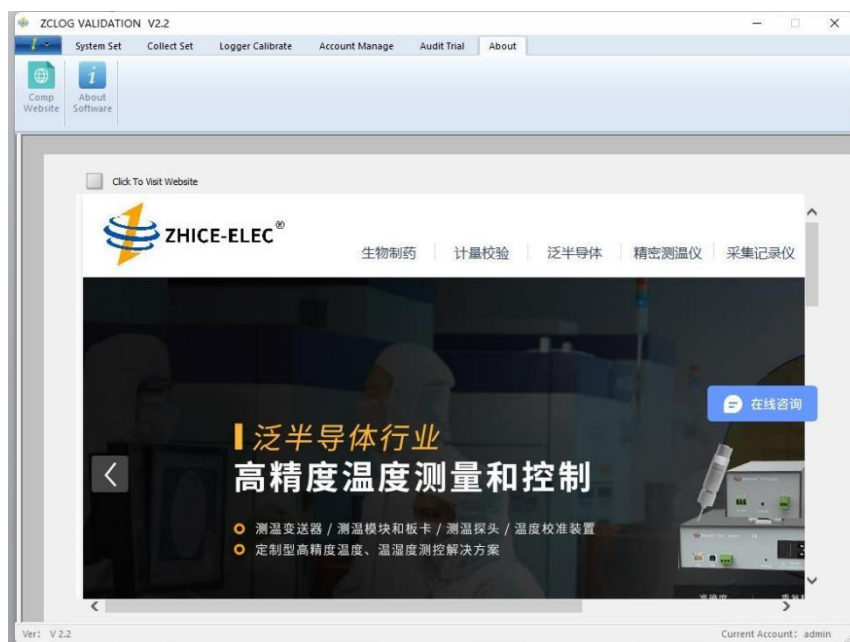 ZCLOG VALIDATION V2.2
System Set Collect Set Logger Calibrate Account Manage Audit Trial About
Comp Website
About Software
Click To Visit Website
ZHICE-ELEC®
生物制药 计量校验 泛半导体 精密测温仪 采集记录仪
在线咨询
泛半导体行业
高精度温度测量和控制
测温变送器 / 测温模块和板卡 / 测温探头 / 温度校准装置
定制型高精度温度、温湿度测控解决方案
Ver: V 2.2
Current Account: admin